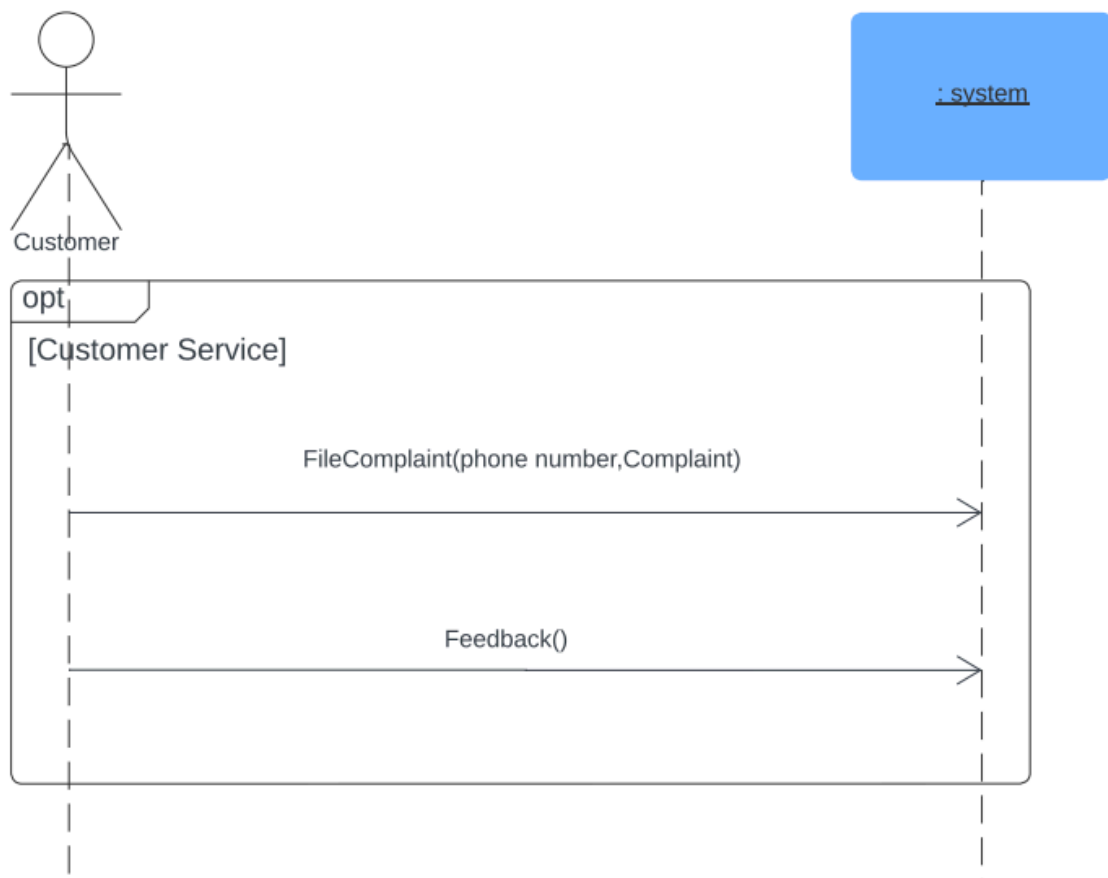 : system
Customer
opt
[Customer Service]
FileComplaint(phone number,Complaint)
Feedback()